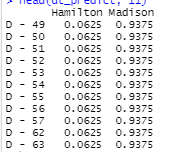 > head(dt_predict, 11)
Hamilton Madison
D - 49 0.0625 0.9375
D - 50 0.0625 0.9375
D - 51 0.0625 0.9375
D - 52 0.0625 0.9375
D - 53 0.0625 0.9375
D - 54 0.0625 0.9375
D - 55 0.0625 0.9375
D - 56 0.0625 0.9375
D - 57 0.0625 0.9375
D - 62 0.0625 0.9375
D - 63 0.0625 0.9375